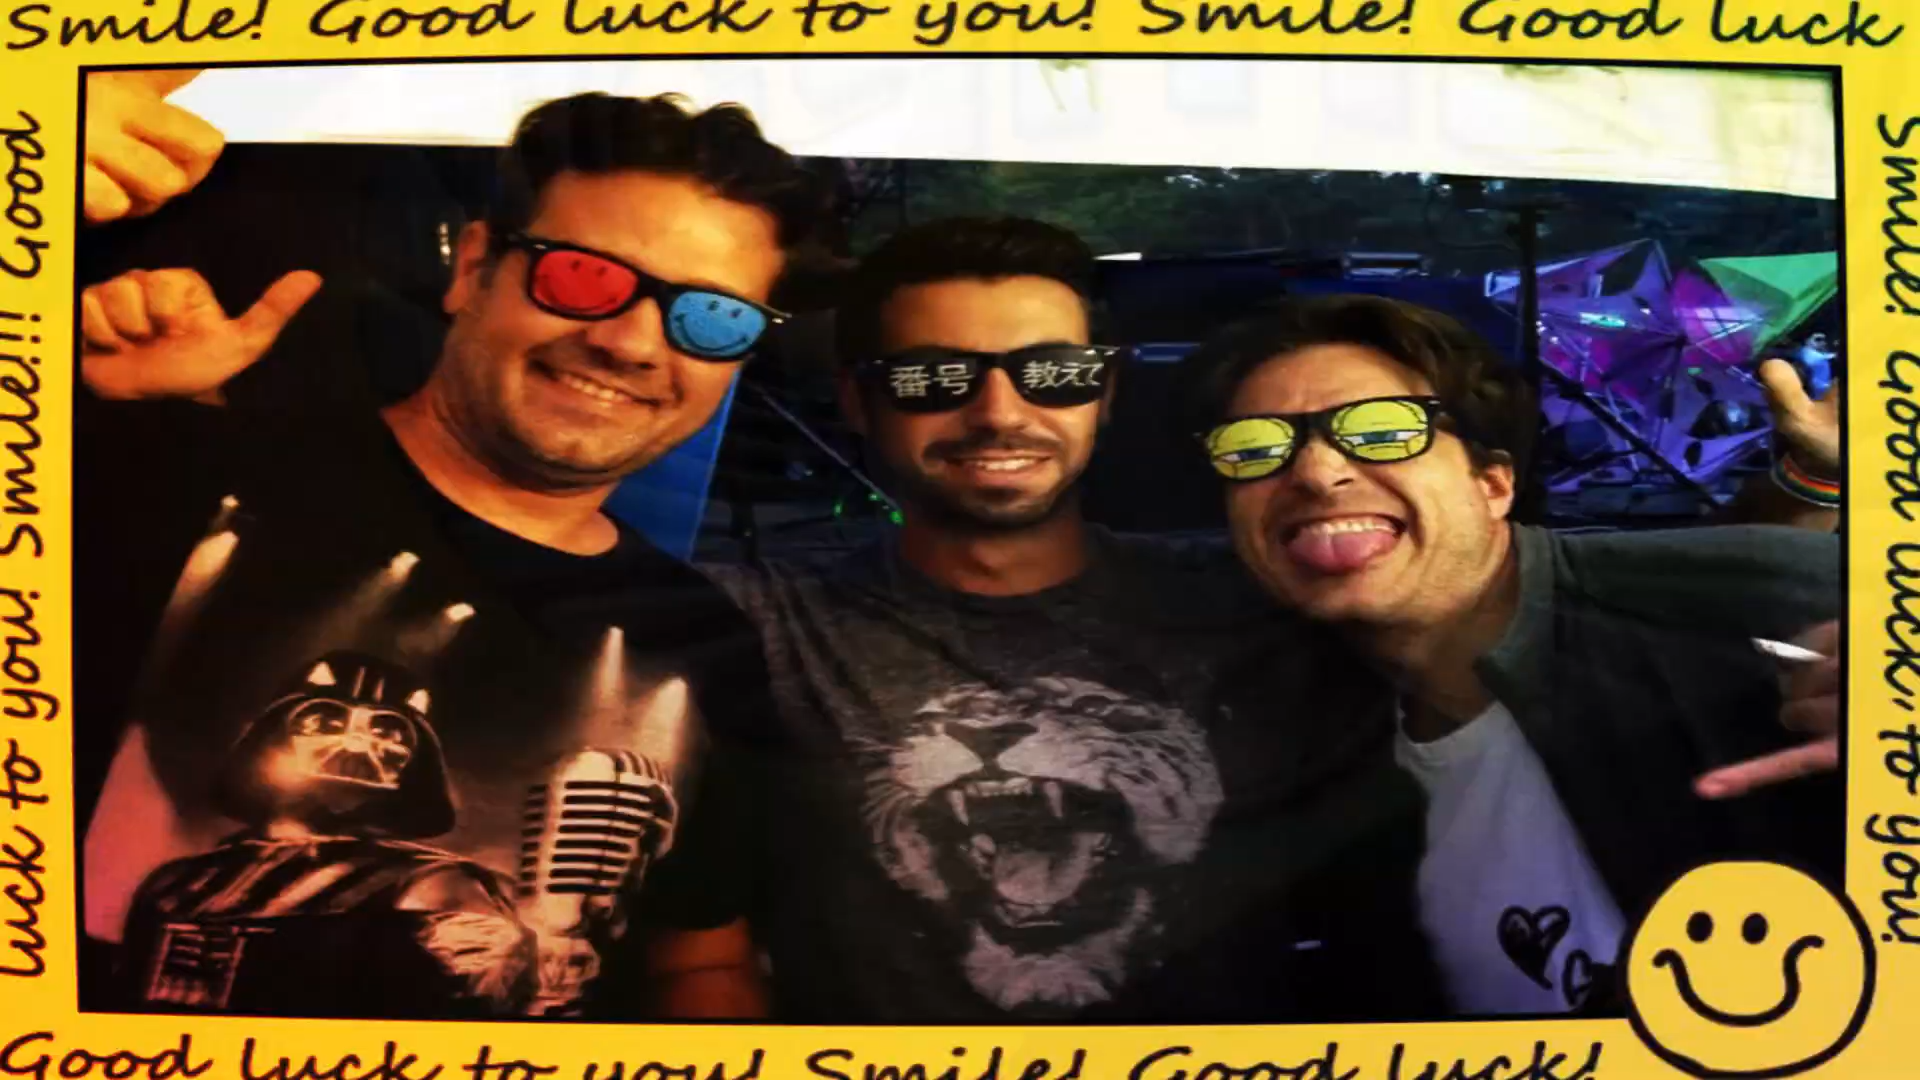 Smile! Good luck to you! Smile! Good luck
luck to you! Smile!!! Good
番号 教えて
Smile! Good luck, to you!
Good luck to you! Smile! Good luck!